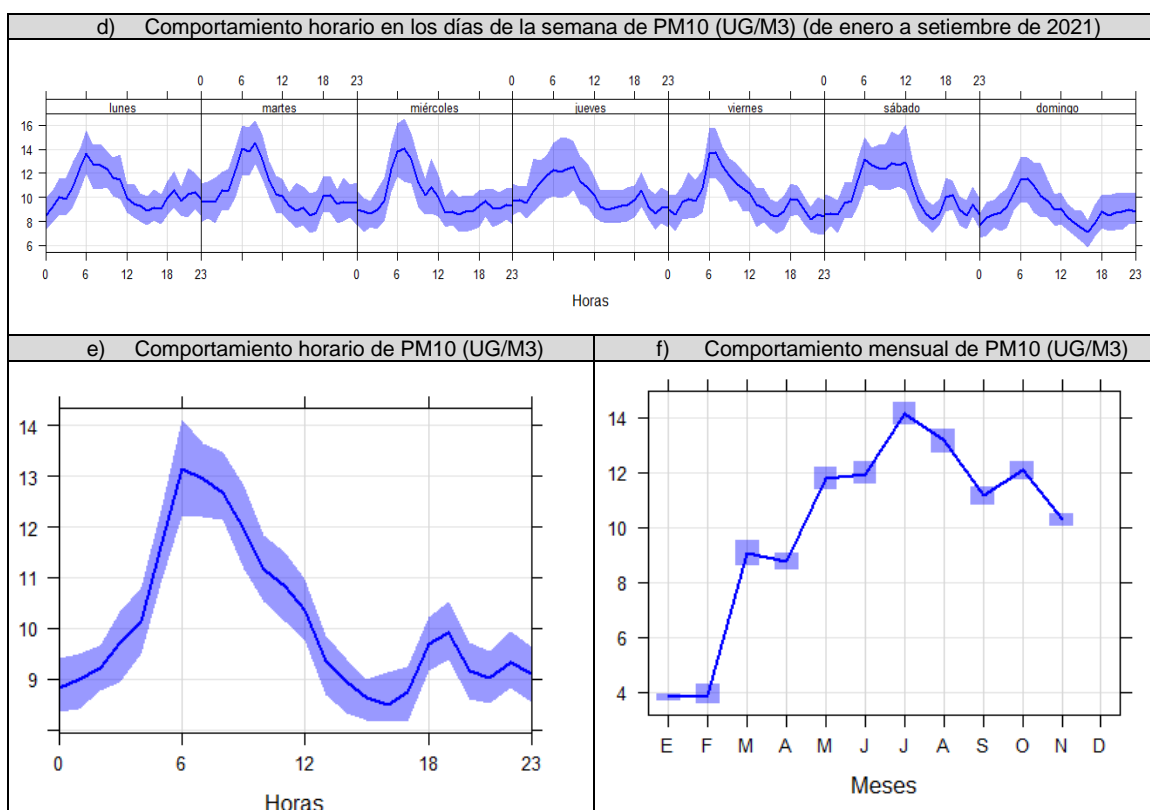 d) Comportamiento horario en los días de la semana de PM10 (UG/M3) (de enero a setiembre de 2021)
0 6 12 18 23 0 6 12 18 23 0 6 12 18 23
lunes martes miércoles jueves viernes sábado domingo
16
14
12
10
8
6
0 6 12 18 23 0 6 12 18 23 0 6 12 18 23 0 6 12 18 23
Horas
e) Comportamiento horario de PM10 (UG/M3)
14
13
12
11
10
9
0 6 12 18 23
Horas
f) Comportamiento mensual de PM10 (UG/M3)
14
12
10
8
6
4
E F M A M J J A S O N D
Meses